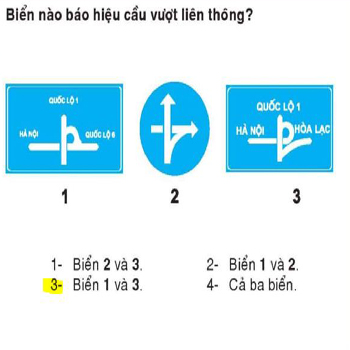 Biển nào báo hiệu cầu vượt liên thông?
QUỐC LỘ 1
HÀ NỘI
QUỐC LỘ 6
QUỐC LỘ 1
HÀ NỘI
HÒA LẠC
1
2
3
1- Biển 2 và 3.
2- Biển 1 và 2.
3- Biển 1 và 3.
4- Cả ba biển.